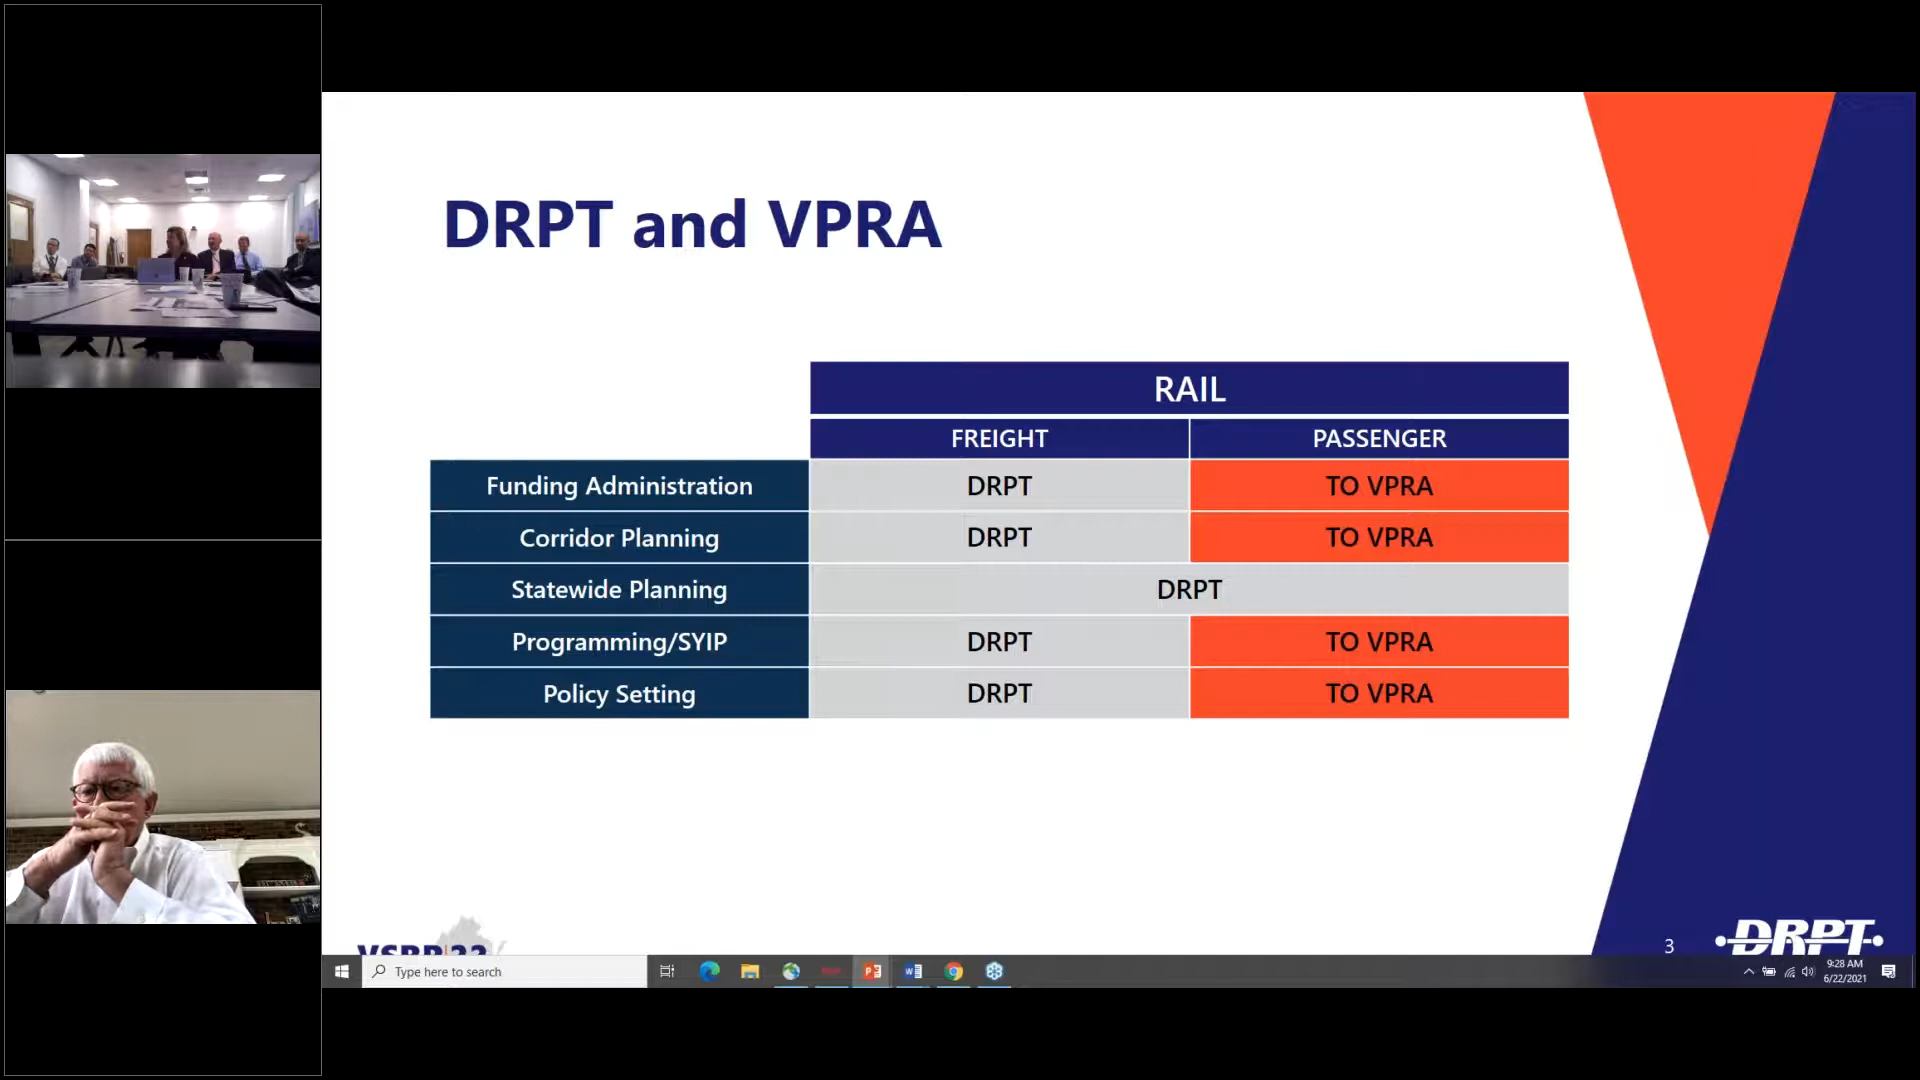 DRPT and VPRA
RAIL
FREIGHT PASSENGER
Funding Administration DRPT TO VPRA
Corridor Planning DRPT TO VPRA
Statewide Planning DRPT
Programming/SYIP DRPT TO VPRA
Policy Setting DRPT TO VPRA
3
DRPT
Type here to search
9:28 AM
6/22/2021